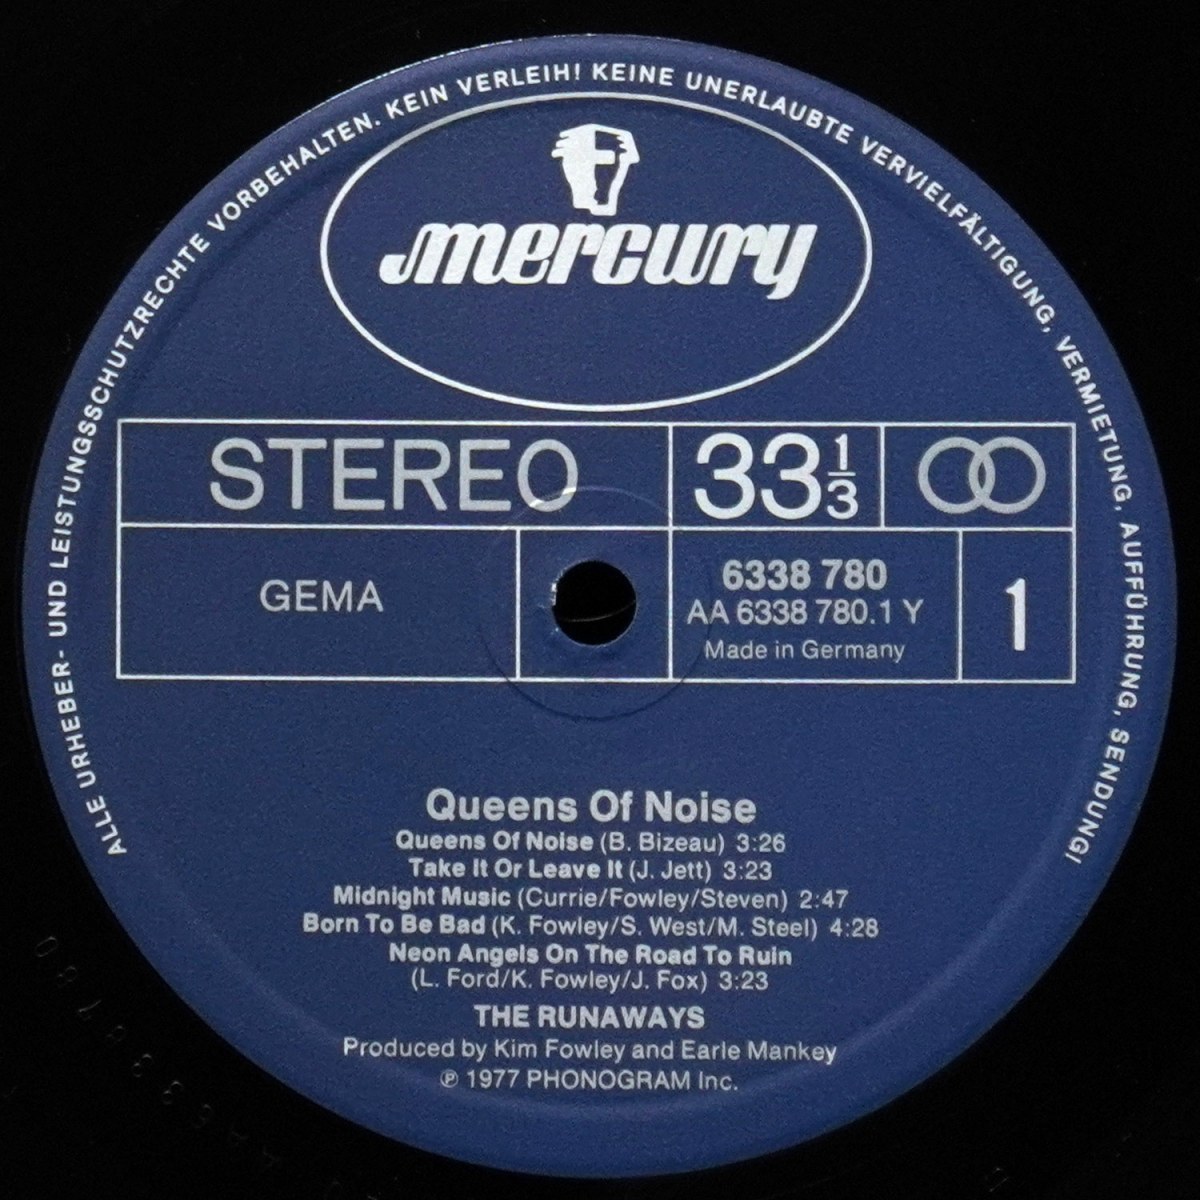 ALLE URHEBER- UND LEISTUNGSSCHUTZRECHTE VORBEHALTEN. KEIN VERLEIH! KEINE UNERLAUBTE VERVIELFÄLTIGUNG, VERMIETUNG, AUFFÜHRUNG, SENDUNG!
mercury
STEREO
33 1/3
GEMA
6338 780
AA 6338 780.1 Y
Made in Germany
1
Queens Of Noise
Queens Of Noise (B. Bizeau) 3:26
Take It Or Leave It (J. Jett) 3:23
Midnight Music (Currie/Fowley/Steven) 2:47
Born To Be Bad (K. Fowley/S. West/M. Steel) 4:28
Neon Angels On The Road To Ruin
(L. Ford/K. Fowley/J. Fox) 3:23
THE RUNAWAYS
Produced by Kim Fowley and Earle Mankey
℗ 1977 PHONOGRAM Inc.